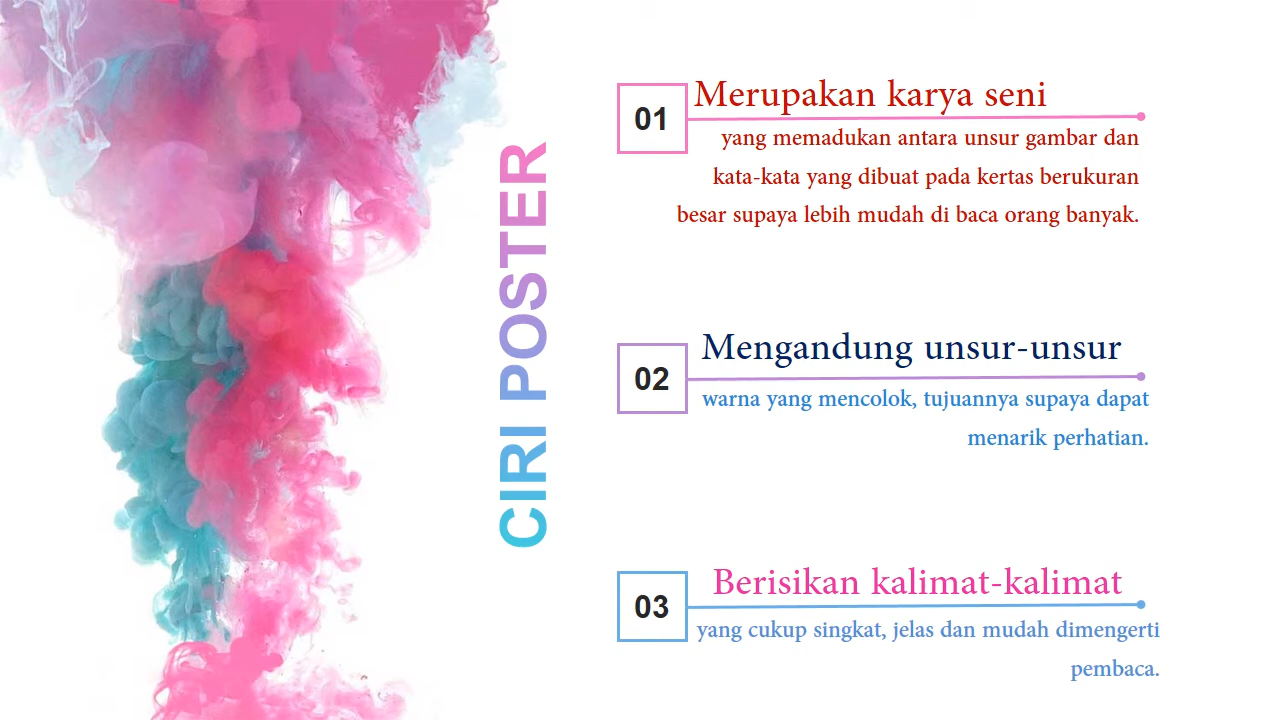 CIRI POSTER
01
Merupakan karya seni
yang memadukan antara unsur gambar dan
kata-kata yang dibuat pada kertas berukuran
besar supaya lebih mudah di baca orang banyak.
02
Mengandung unsur-unsur
warna yang mencolok, tujuannya supaya dapat
menarik perhatian.
03
Berisikan kalimat-kalimat
yang cukup singkat, jelas dan mudah dimengerti
pembaca.